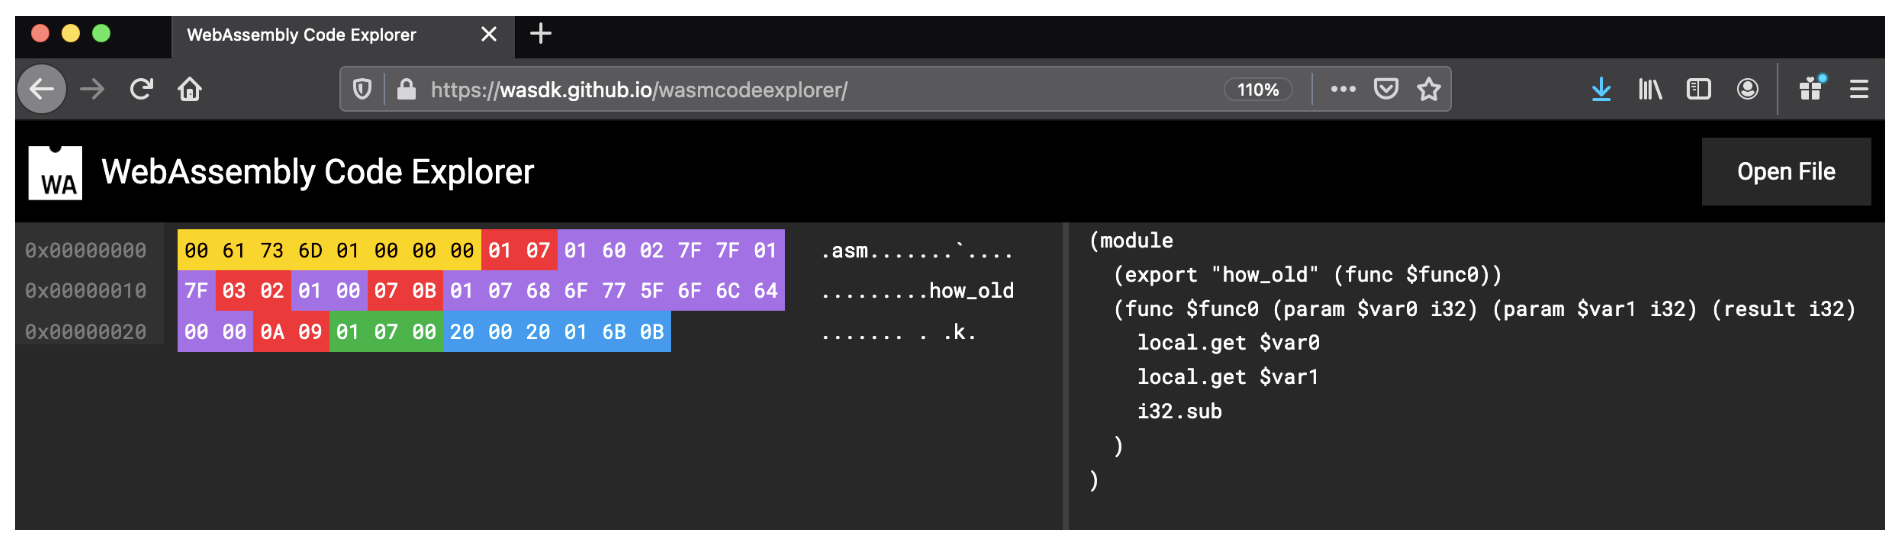 WebAssembly Code Explorer
https://wasdk.github.io/wasmcodeexplorer/
110%
WA
WebAssembly Code Explorer
Open File
0x00000000 00 61 73 6D 01 00 00 00 01 07 01 60 02 7F 7F 01 .asm.......`....
0x00000010 7F 03 02 01 00 07 0B 01 07 68 6F 77 5F 6F 6C 64 .........how_old
0x00000020 00 00 0A 09 01 07 00 20 00 20 01 6B 0B ....... . .k.
(module
(export "how_old" (func $func0))
(func $func0 (param $var0 i32) (param $var1 i32) (result i32)
local.get $var0
local.get $var1
i32.sub
)
)